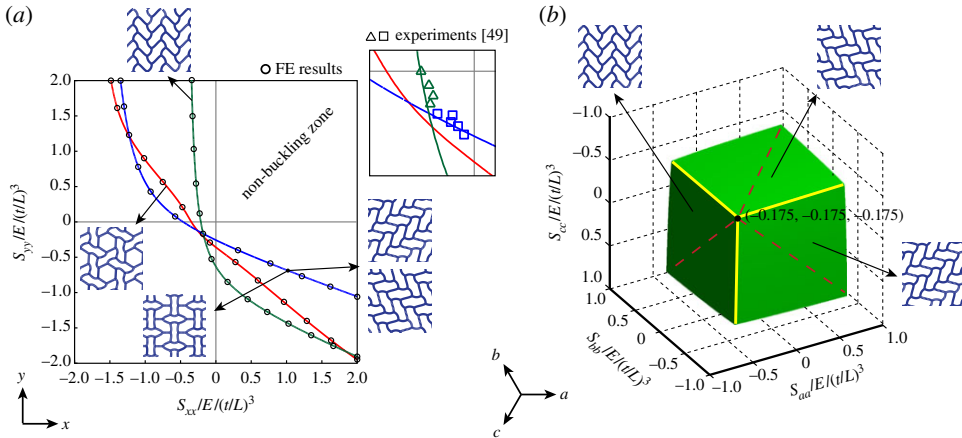 (a)
experiments [49]
FE results
non-buckling zone
2.0
1.5
1.0
0.5
0
−0.5
−1.0
−1.5
−2.0
S_yy/E/(t/L)^3
−2.0 −1.5 −1.0 −0.5 0 0.5 1.0 1.5 2.0
S_xx/E/(t/L)^3
y
x
(b)
−1.0
−0.5
0
0.5
1.0
S_cc/E/(t/L)^3
(−0.175, −0.175, −0.175)
1.0
0.5
0
−0.5
−1.0
S_bb/E/(t/L)^3
−1.0
−0.5
0
0.5
1.0
S_aa/E/(t/L)^3
b
a
c